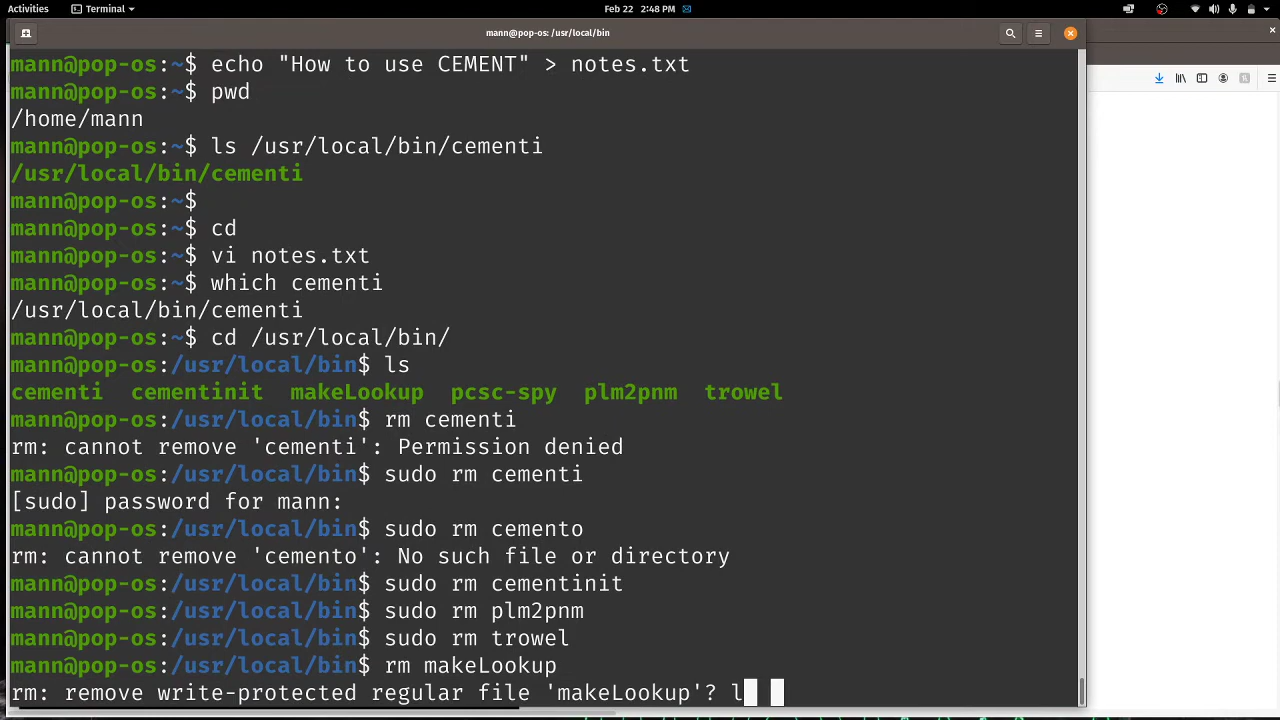 Activities Terminal Feb 22 2:48 PM
mann@pop-os: /usr/local/bin
mann@pop-os:~$ echo "How to use CEMENT" > notes.txt
mann@pop-os:~$ pwd
/home/mann
mann@pop-os:~$ ls /usr/local/bin/cementi
/usr/local/bin/cementi
mann@pop-os:~$
mann@pop-os:~$ cd
mann@pop-os:~$ vi notes.txt
mann@pop-os:~$ which cementi
/usr/local/bin/cementi
mann@pop-os:~$ cd /usr/local/bin/
mann@pop-os:/usr/local/bin$ ls
cementi cementinit makeLookup pcsc-spy plm2pnm trowel
mann@pop-os:/usr/local/bin$ rm cementi
rm: cannot remove 'cementi': Permission denied
mann@pop-os:/usr/local/bin$ sudo rm cementi
[sudo] password for mann:
mann@pop-os:/usr/local/bin$ sudo rm cemento
rm: cannot remove 'cemento': No such file or directory
mann@pop-os:/usr/local/bin$ sudo rm cementinit
mann@pop-os:/usr/local/bin$ sudo rm plm2pnm
mann@pop-os:/usr/local/bin$ sudo rm trowel
mann@pop-os:/usr/local/bin$ rm makeLookup
rm: remove write-protected regular file 'makeLookup'? l